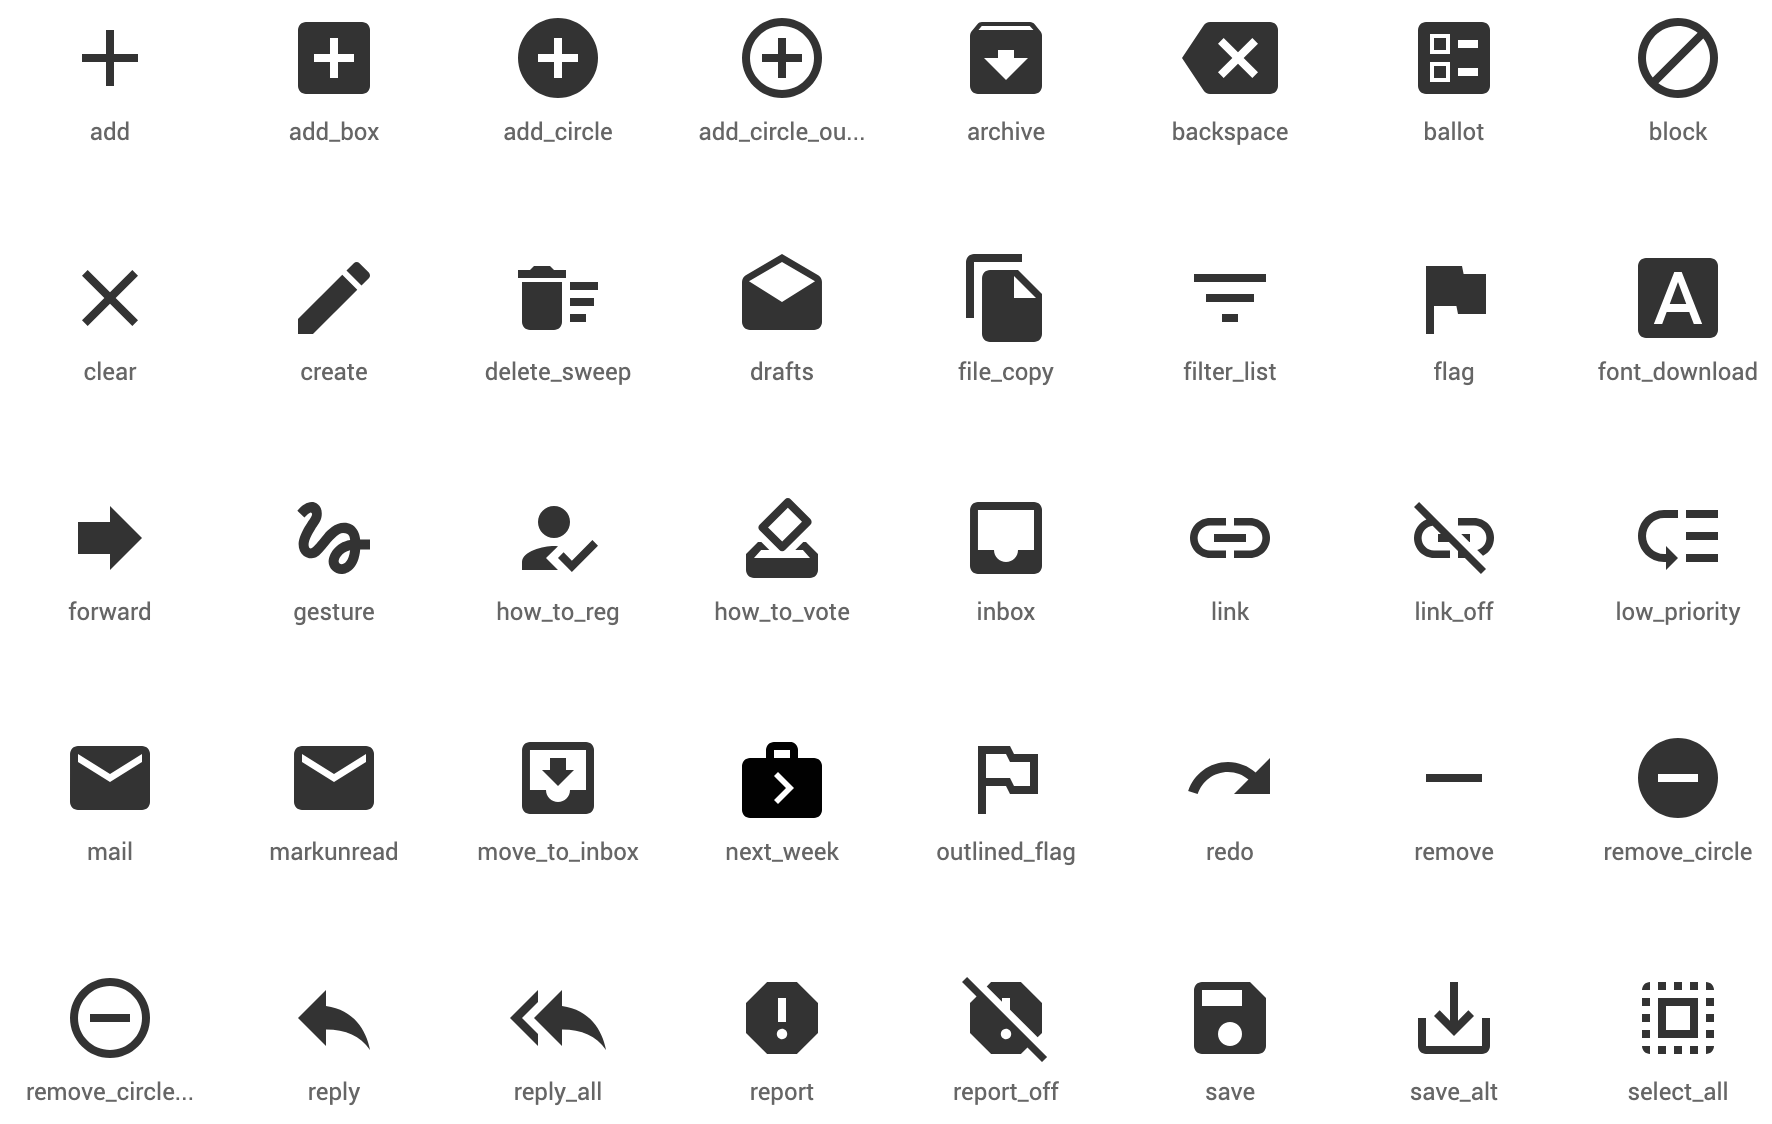 add
add_box
add_circle
add_circle_ou...
archive
backspace
ballot
block
clear
create
delete_sweep
drafts
file_copy
filter_list
flag
A
font_download
forward
gesture
how_to_reg
how_to_vote
inbox
link
link_off
low_priority
mail
markunread
move_to_inbox
next_week
outlined_flag
redo
remove
remove_circle
remove_circle...
reply
reply_all
report
report_off
save
save_alt
select_all